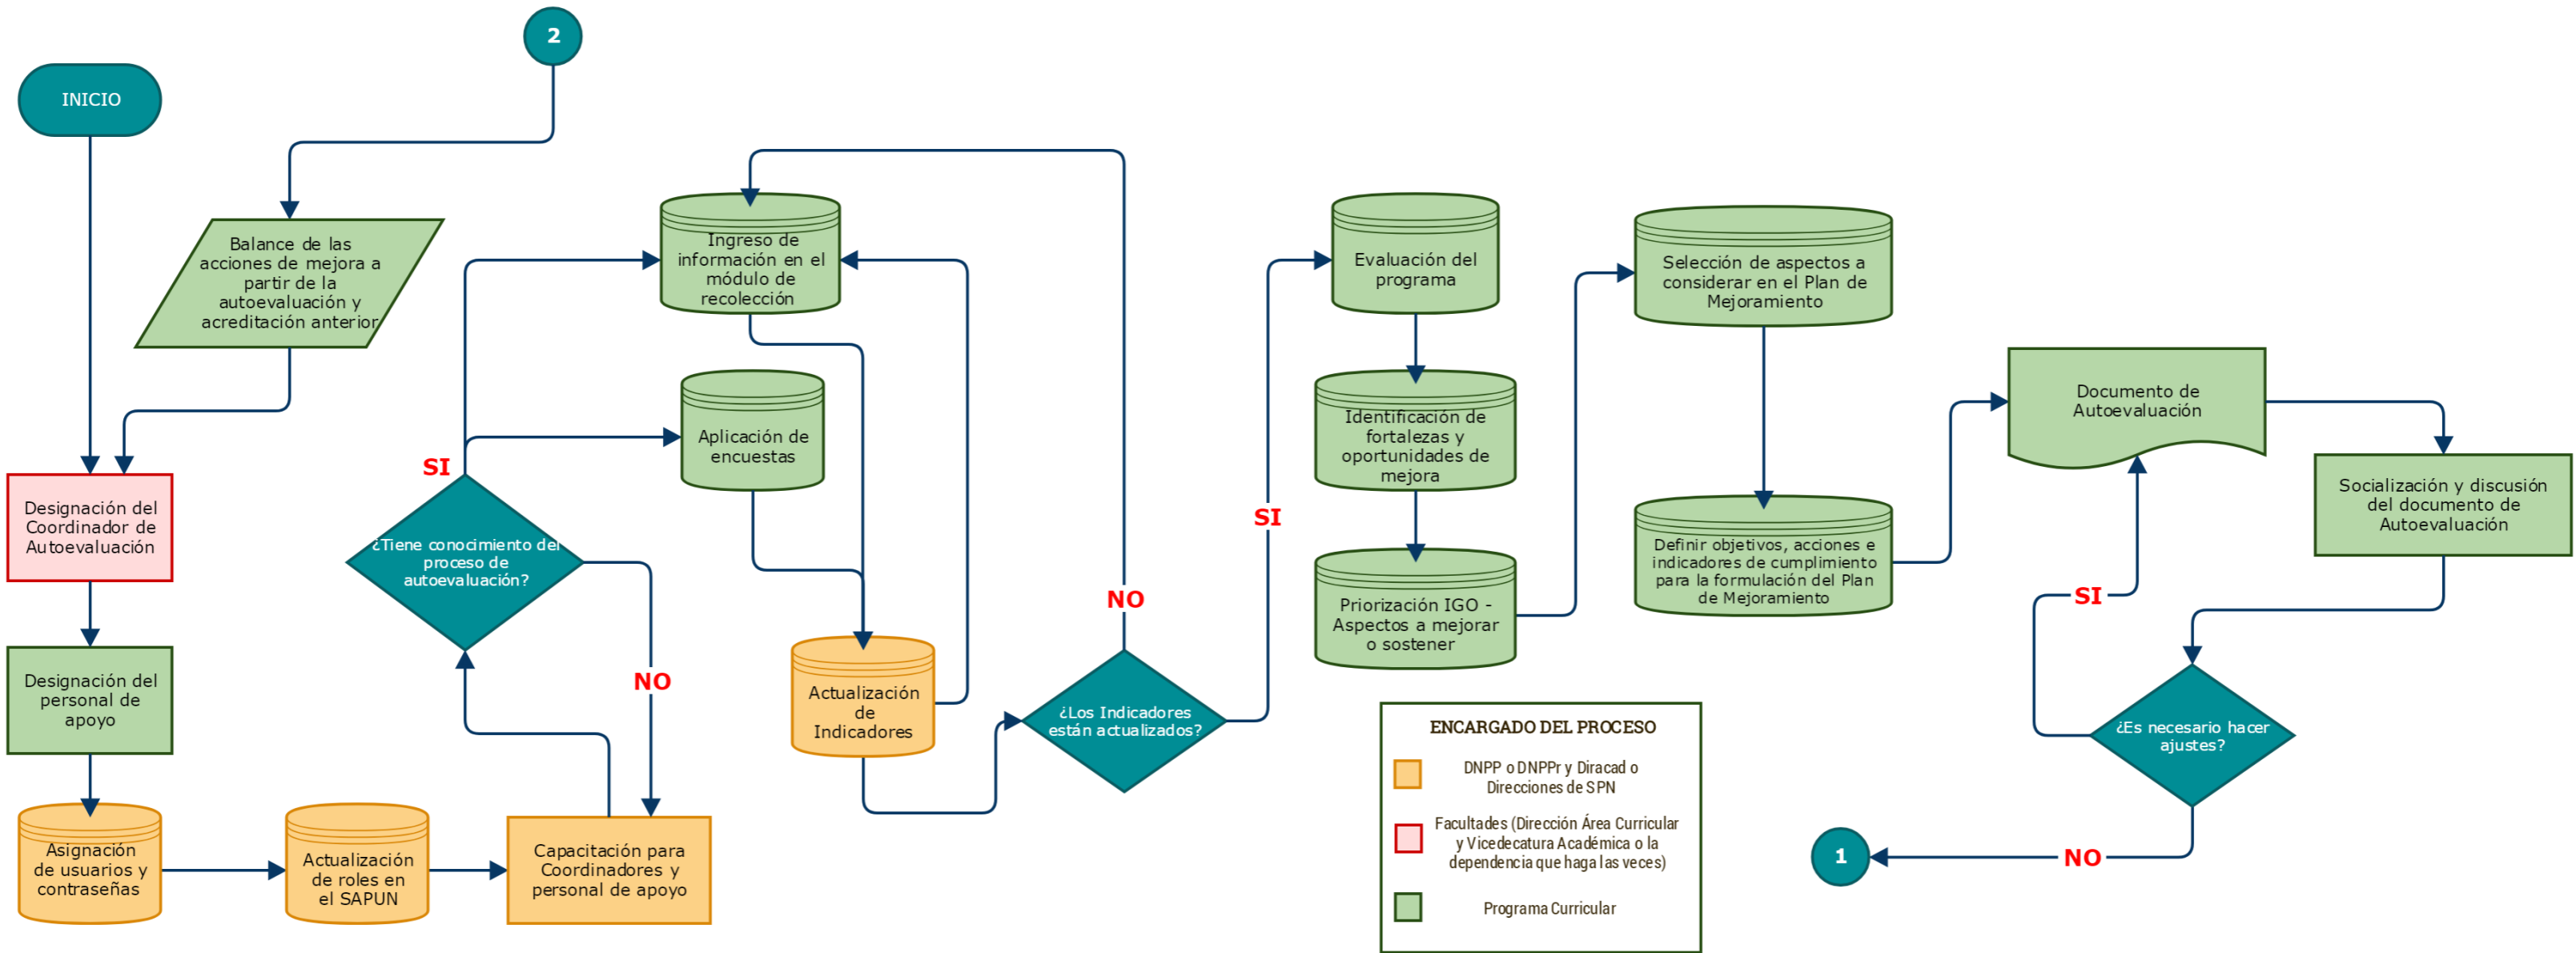 2
INICIO
Balance de las
acciones de mejora a
partir de la
autoevaluación y
acreditación anterior
Designación del
Coordinador de
Autoevaluación
Designación del
personal de
apoyo
Asignación
de usuarios y
contraseñas
Actualización
de roles en
el SAPUN
Capacitación para
Coordinadores y
personal de apoyo
¿Tiene conocimiento del
proceso de
autoevaluación?
SI
NO
Ingreso de
información en el
módulo de
recolección
Aplicación de
encuestas
Actualización
de
Indicadores
¿Los Indicadores
están actualizados?
NO
SI
Evaluación del
programa
Identificación de
fortalezas y
oportunidades de
mejora
Priorización IGO -
Aspectos a mejorar
o sostener
Selección de aspectos a
considerar en el Plan de
Mejoramiento
Definir objetivos, acciones e
indicadores de cumplimiento
para la formulación del Plan
de Mejoramiento
Documento de
Autoevaluación
Socialización y discusión
del documento de
Autoevaluación
¿Es necesario hacer
ajustes?
SI
NO
1
ENCARGADO DEL PROCESO
DNPP o DNPPr y Diracad o
Direcciones de SPN
Facultades (Dirección Área Curricular
y Vicedecatura Académica o la
dependencia que haga las veces)
Programa Curricular